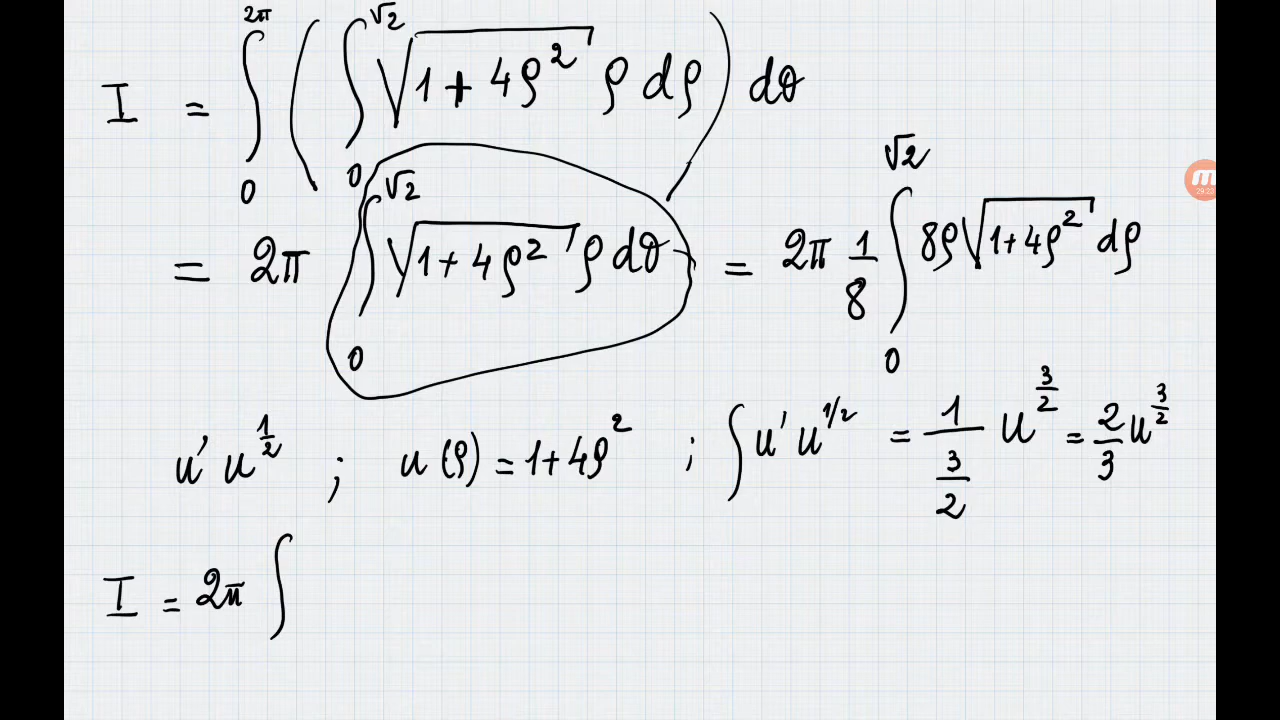 I = ∫₀^{2π} ( ∫₀^{√2} √(1 + 4ρ²) ρ dρ ) dθ
= 2π ∫₀^{√2} √(1 + 4ρ²) ρ dθ = 2π 1/8 ∫₀^{√2} 8ρ√(1+4ρ²) dρ
u' u^{1/2} ; u(ρ) = 1+4ρ² ; ∫ u' u^{1/2} = 1/(3/2) u^{3/2} = 2/3 u^{3/2}
I = 2π ∫
29:23